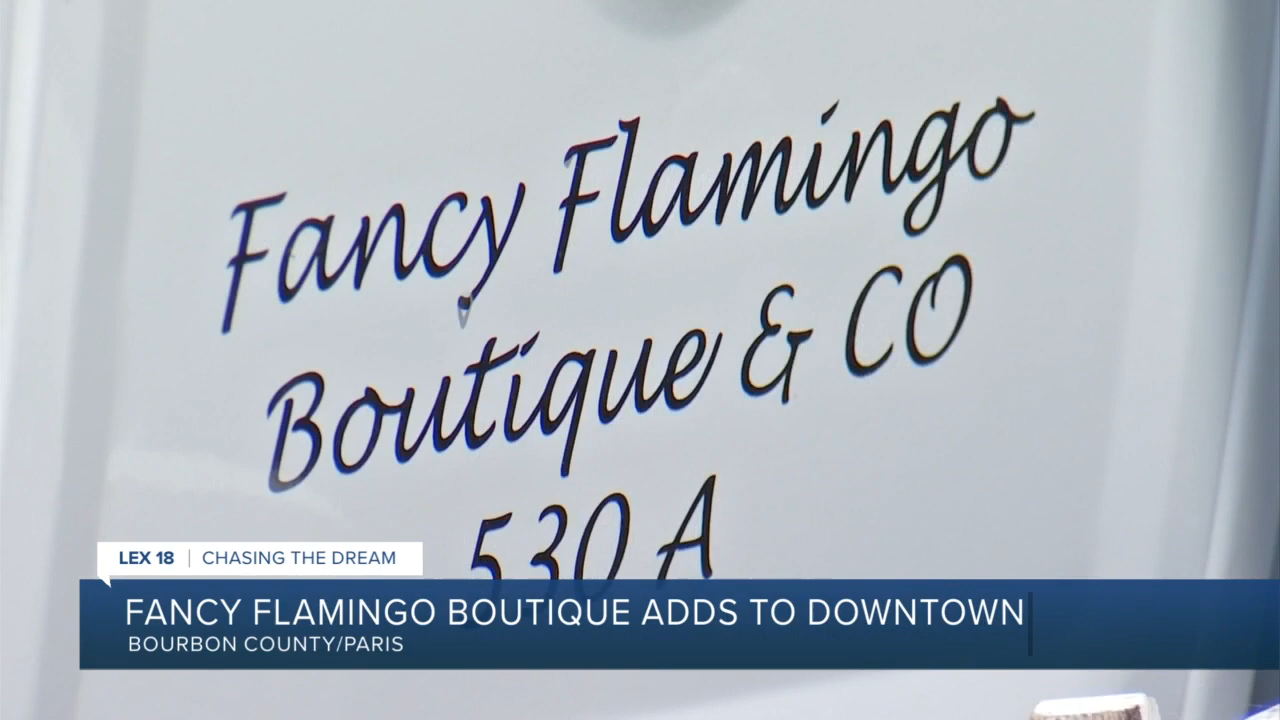 Fancy Flamingo
Boutique & CO
530 A
LEX 18 | CHASING THE DREAM
FANCY FLAMINGO BOUTIQUE ADDS TO DOWNTOWN
BOURBON COUNTY/PARIS